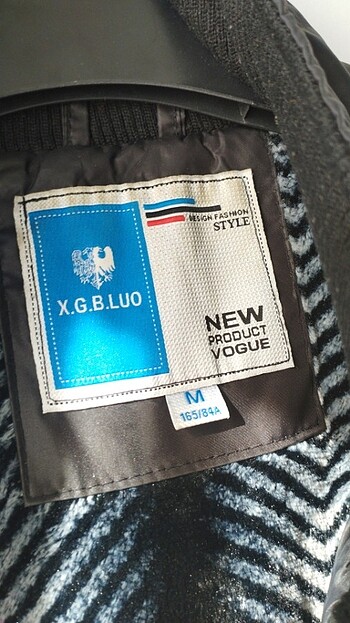 DESIGN FASHION
STYLE
X.G.B.LUO
NEW
PRODUCT
VOGUE
M
165/84A